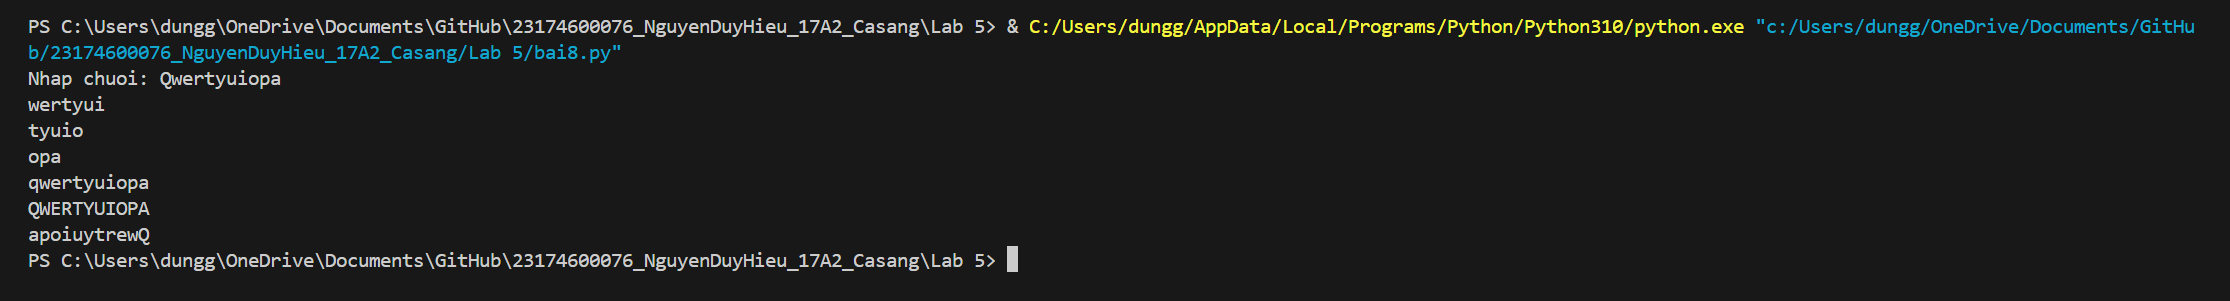 PS C:\Users\dungg\OneDrive\Documents\GitHub\23174600076_NguyenDuyHieu_17A2_Casang\Lab 5> & C:/Users/dungg/AppData/Local/Programs/Python/Python310/python.exe "c:/Users/dungg/OneDrive/Documents/GitHu
b/23174600076_NguyenDuyHieu_17A2_Casang/Lab 5/bai8.py"
Nhap chuoi: Qwertyuiopa
wertyui
tyuio
opa
qwertyuiopa
QWERTYUIOPA
apoiuytrewQ
PS C:\Users\dungg\OneDrive\Documents\GitHub\23174600076_NguyenDuyHieu_17A2_Casang\Lab 5>